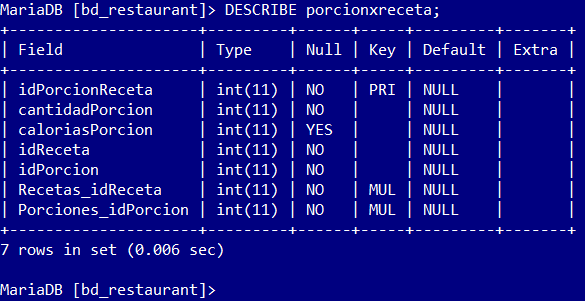 MariaDB [bd_restaurant]> DESCRIBE porcionxreceta;
+--------------------+---------+------+-----+---------+-------+
| Field              | Type    | Null | Key | Default | Extra |
+--------------------+---------+------+-----+---------+-------+
| idPorcionReceta    | int(11) | NO   | PRI | NULL    |       |
| cantidadPorcion    | int(11) | NO   |     | NULL    |       |
| caloriasPorcion    | int(11) | YES  |     | NULL    |       |
| idReceta           | int(11) | NO   |     | NULL    |       |
| idPorcion          | int(11) | NO   |     | NULL    |       |
| Recetas_idReceta   | int(11) | NO   | MUL | NULL    |       |
| Porciones_idPorcion | int(11) | NO   | MUL | NULL    |       |
+--------------------+---------+------+-----+---------+-------+
7 rows in set (0.006 sec)
MariaDB [bd_restaurant]>